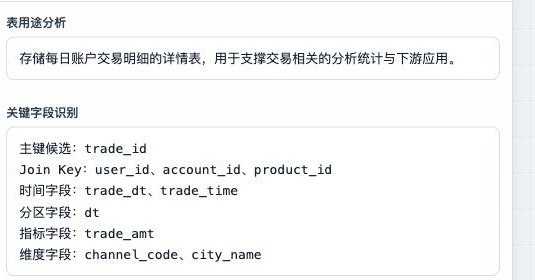 表用途分析
存储每日账户交易明细的详情表，用于支撑交易相关的分析统计与下游应用。
关键字段识别
主键候选：trade_id
Join Key：user_id、account_id、product_id
时间字段：trade_dt、trade_time
分区字段：dt
指标字段：trade_amt
维度字段：channel_code、city_name